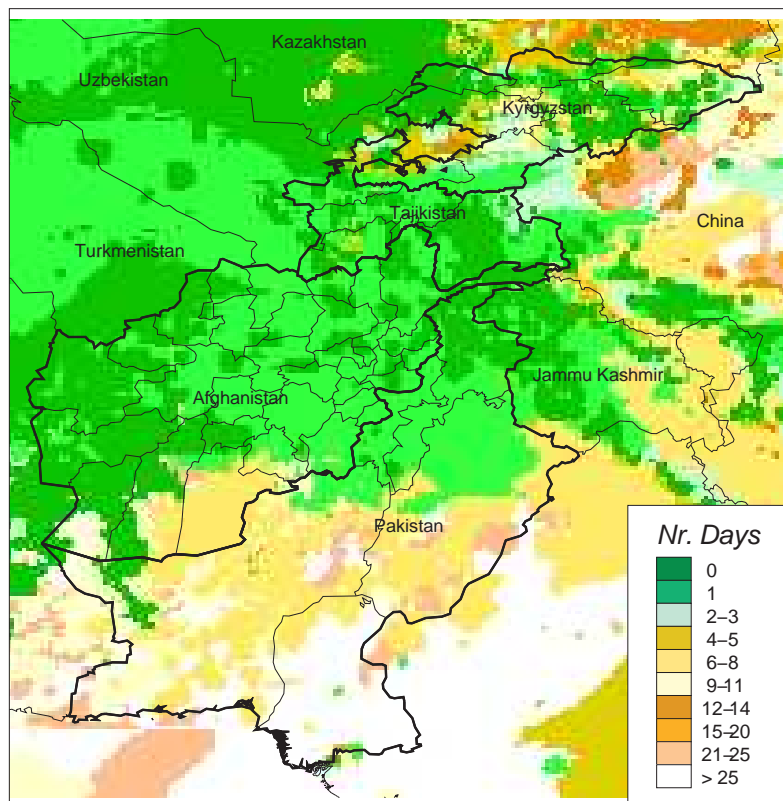 Kazakhstan
Uzbekistan
Kyrgyzstan
Tajikistan
China
Turkmenistan
Jammu Kashmir
Afghanistan
Pakistan
Nr. Days
0
1
2–3
4–5
6–8
9–11
12–14
15–20
21–25
> 25